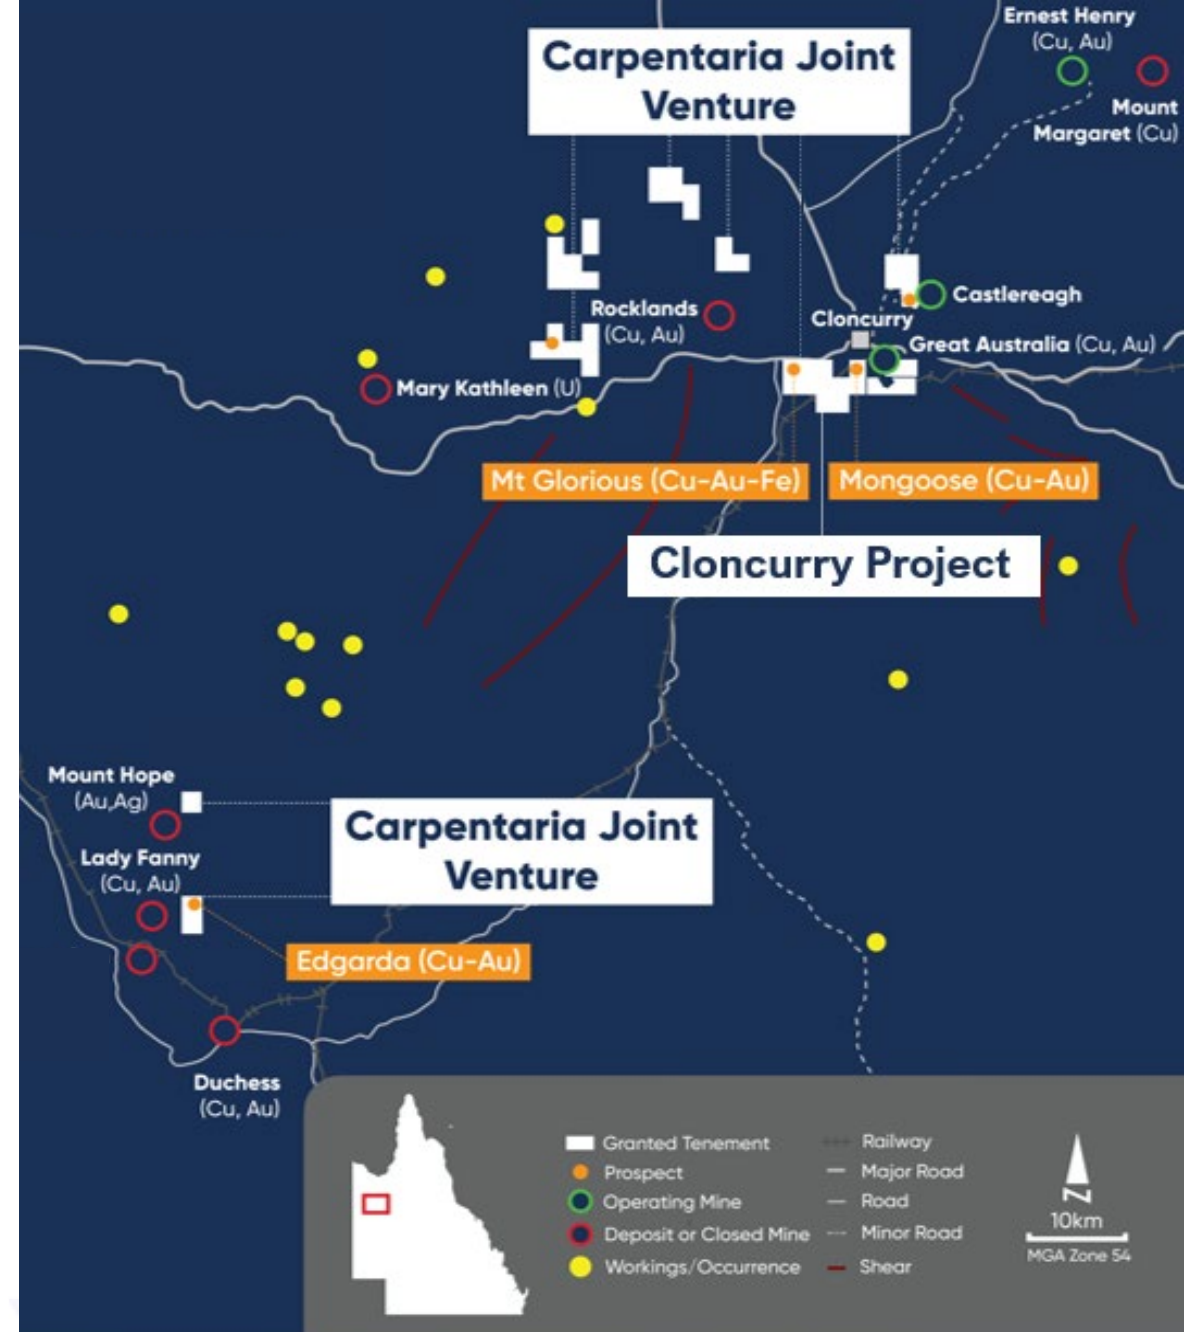 Ernest Henry
(Cu, Au)
Carpentaria Joint
Venture
Mount
Margaret (Cu)
Castlereagh
Rocklands
(Cu, Au)
Cloncurry
Great Australia (Cu, Au)
Mary Kathleen (U)
Mt Glorious (Cu-Au-Fe)
Mongoose (Cu-Au)
Cloncurry Project
Mount Hope
(Au,Ag)
Carpentaria Joint
Venture
Lady Fanny
(Cu, Au)
Edgarda (Cu-Au)
Duchess
(Cu, Au)
Granted Tenement
Prospect
Operating Mine
Deposit or Closed Mine
Workings/Occurrence
Railway
Major Road
Road
Minor Road
Shear
N
10km
MGA Zone 54